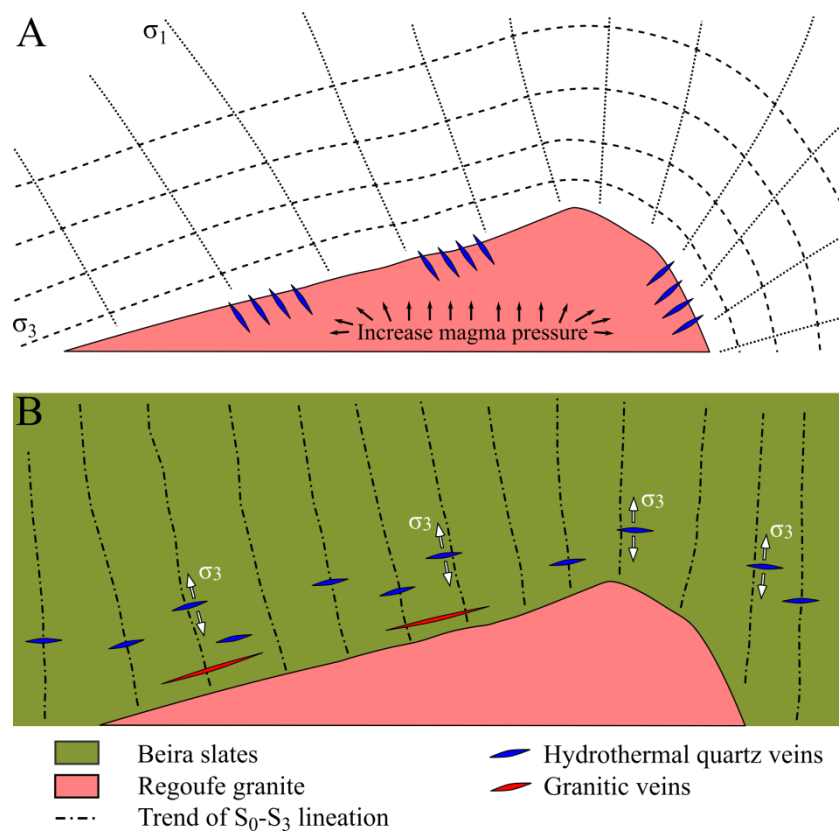 A
σ₁
σ₃
Increase magma pressure
B
σ₃
σ₃
σ₃
σ₃
Beira slates
Regoufe granite
Trend of S₀-S₃ lineation
Hydrothermal quartz veins
Granitic veins